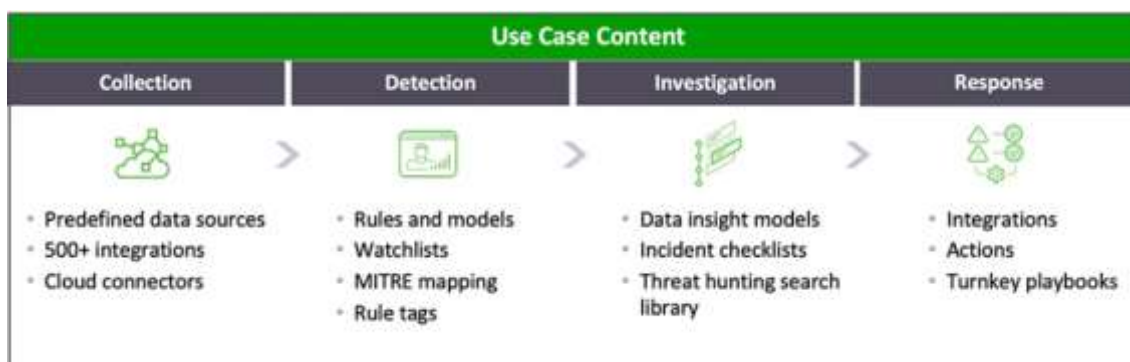 Use Case Content
Collection
Detection
Investigation
Response
• Predefined data sources
• 500+ integrations
• Cloud connectors
• Rules and models
• Watchlists
• MITRE mapping
• Rule tags
• Data insight models
• Incident checklists
• Threat hunting search
library
• Integrations
• Actions
• Turnkey playbooks